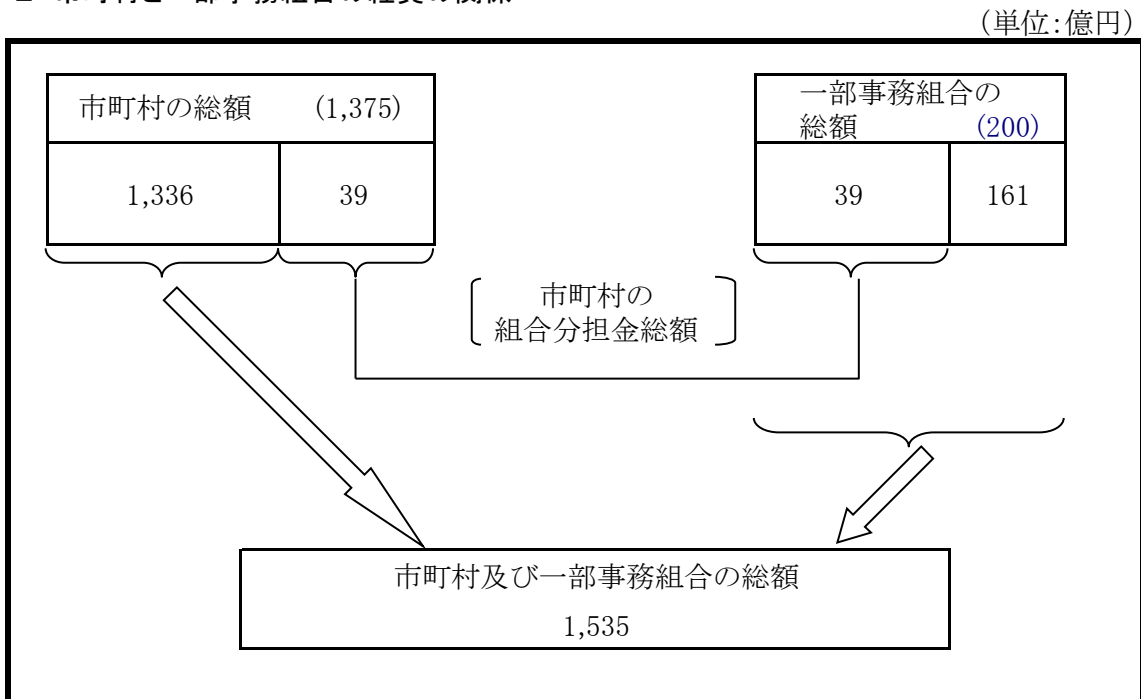 (単位:億円)
市町村の総額 (1,375)
一部事務組合の
総額 (200)
1,336
39
39
161
市町村の
組合分担金総額
市町村及び一部事務組合の総額
1,535